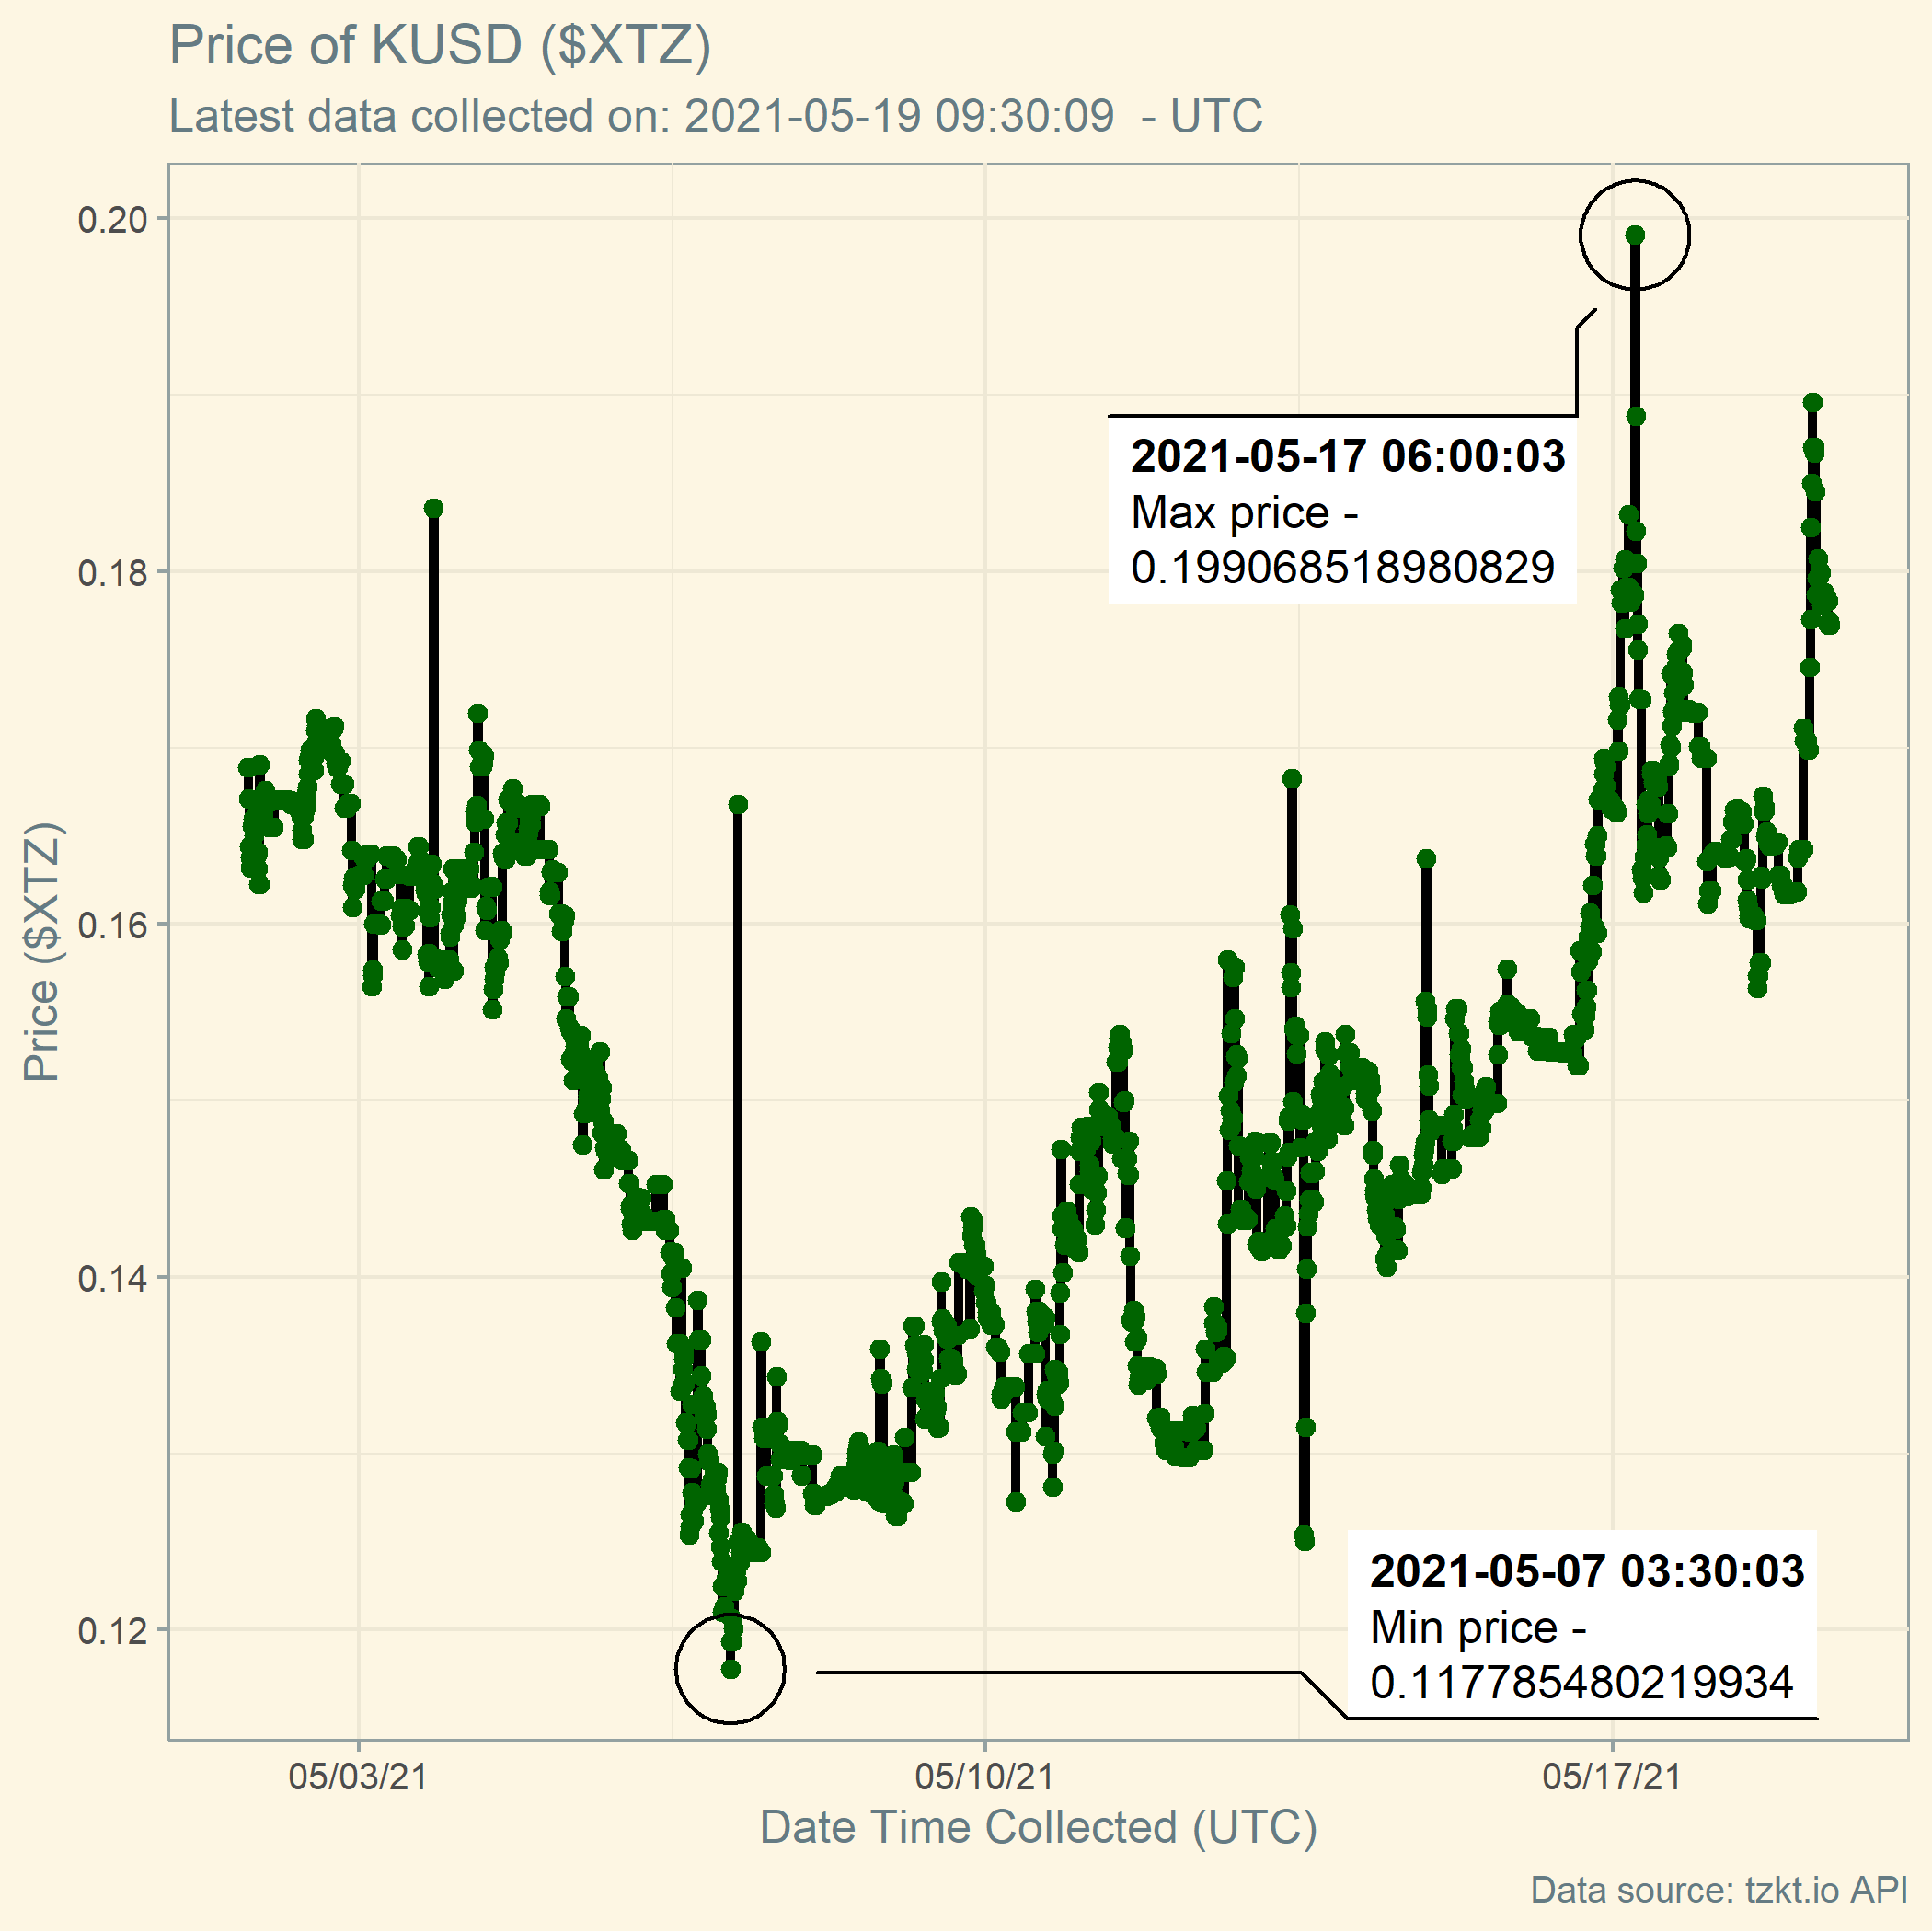 Price of KUSD ($XTZ)
Latest data collected on: 2021-05-19 09:30:09  - UTC
Price ($XTZ)
0.20
0.18
0.16
0.14
0.12
2021-05-17 06:00:03
Max price -
0.199068518980829
2021-05-07 03:30:03
Min price -
0.117785480219934
05/03/21
05/10/21
05/17/21
Date Time Collected (UTC)
Data source: tzkt.io API